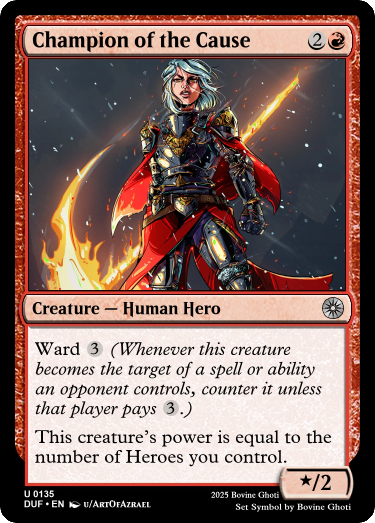 Champion of the Cause 2
Creature — Human Hero
Ward 3 (Whenever this creature
becomes the target of a spell or ability
an opponent controls, counter it unless
that player pays 3.)
This creature's power is equal to the
number of Heroes you control.
★/2
U 0135
DUF • EN u/ArtOfAzrael
2025 Bovine Ghoti
Set Symbol by Bovine Ghoti